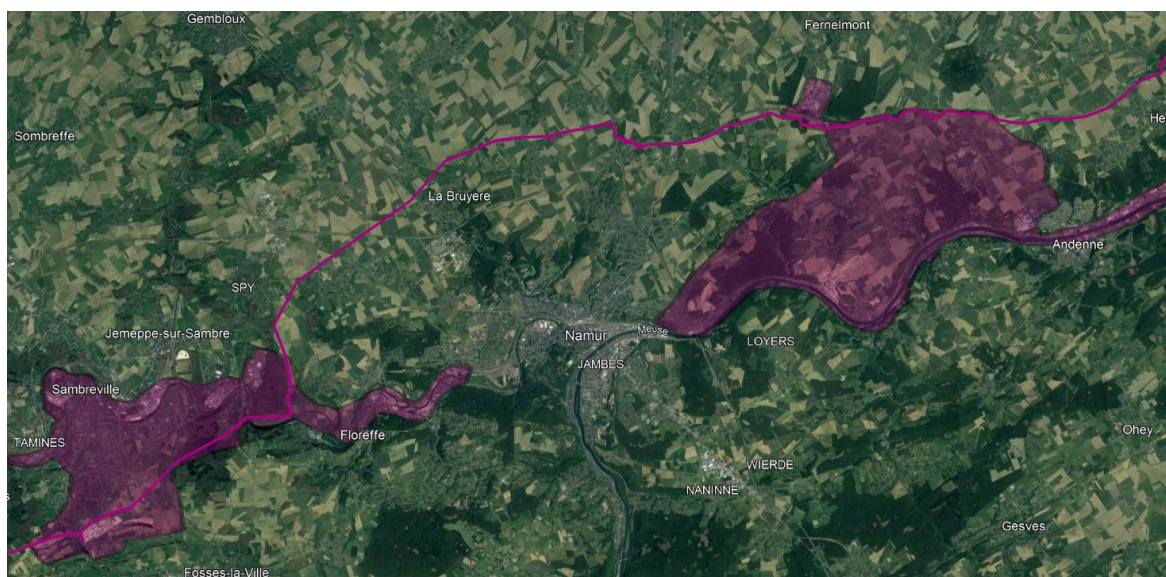 Gembloux
Fernelmont
Sombreffe
He
La Bruyere
Andenne
SPY
Jemeppe-sur-Sambre
Namur
Meuse
LOYERS
JAMBES
Sambreville
Floreffe
TAMINES
Ohey
WIERDE
NANINNE
s
Gesves
Fosses-la-Ville